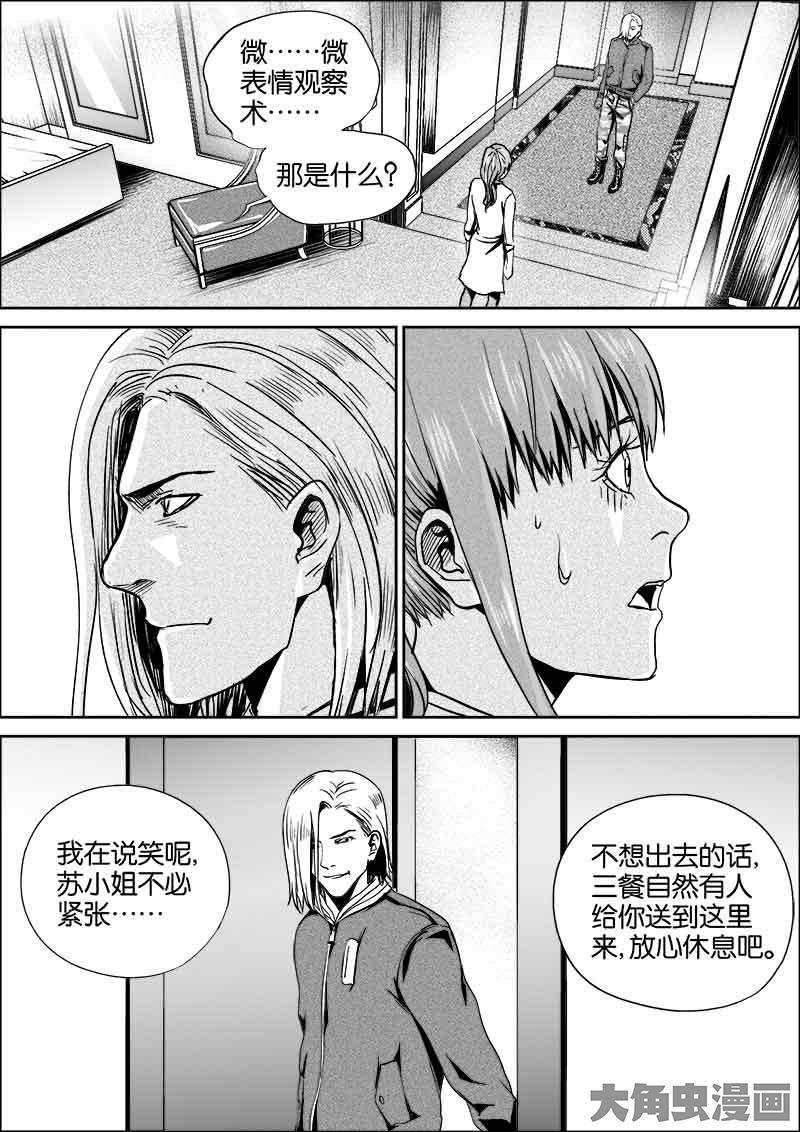 微……微
表情观察
术……
那是什么?
我在说笑呢,
苏小姐不必
紧张……
不想出去的话,
三餐自然有人
给你送到这里
来,放心休息吧。
大角虫漫画